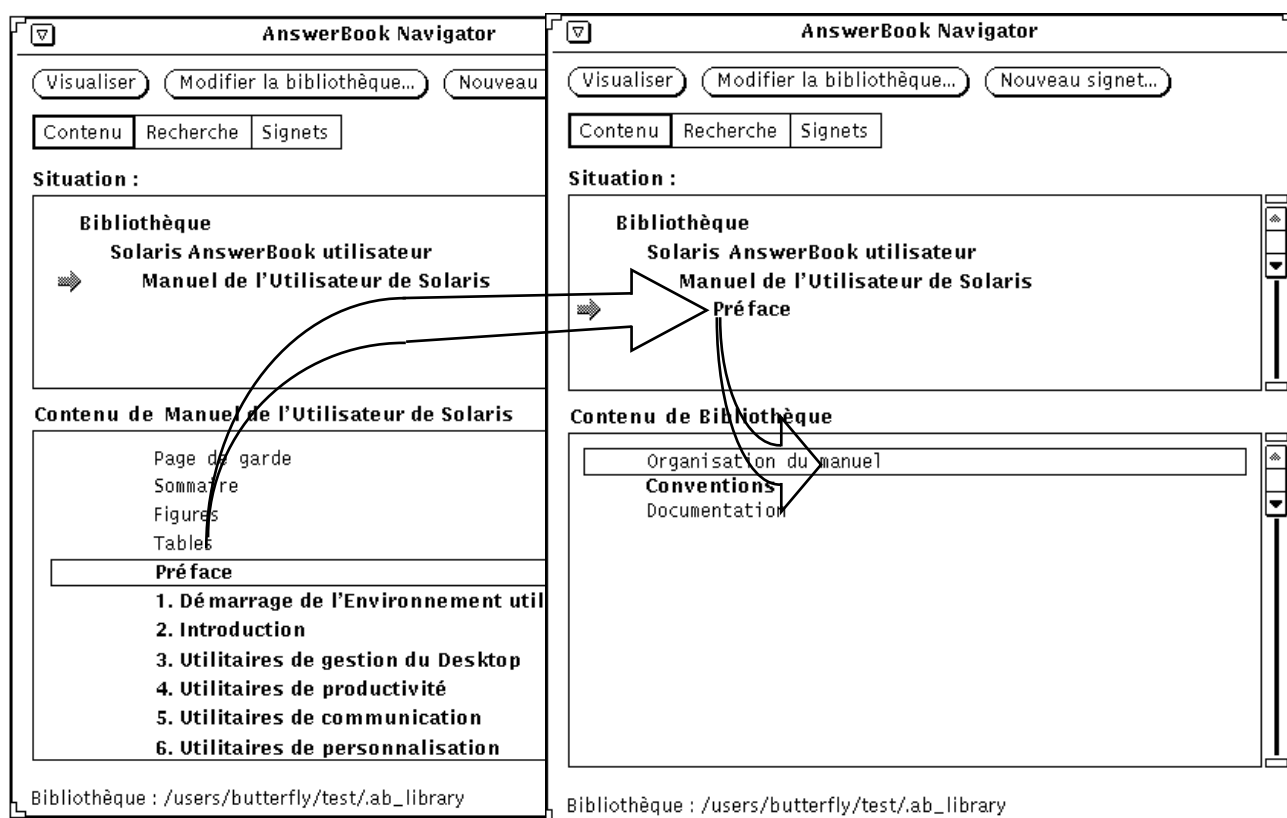 AnswerBook Navigator
Visualiser Modifier la bibliothèque... Nouveau
Contenu Recherche Signets
Situation :
Bibliothèque
Solaris AnswerBook utilisateur
Manuel de l'Utilisateur de Solaris
Contenu de Manuel de l'Utilisateur de Solaris
Page de garde
Sommaire
Figures
Tables
Préface
1. Démarrage de l'Environnement util
2. Introduction
3. Utilitaires de gestion du Desktop
4. Utilitaires de productivité
5. Utilitaires de communication
6. Utilitaires de personnalisation
Bibliothèque : /users/butterfly/test/.ab_library
AnswerBook Navigator
Visualiser Modifier la bibliothèque... Nouveau signet...
Contenu Recherche Signets
Situation :
Bibliothèque
Solaris AnswerBook utilisateur
Manuel de l'Utilisateur de Solaris
Préface
Contenu de Bibliothèque
Organisation du manuel
Conventions
Documentation
Bibliothèque : /users/butterfly/test/.ab_library